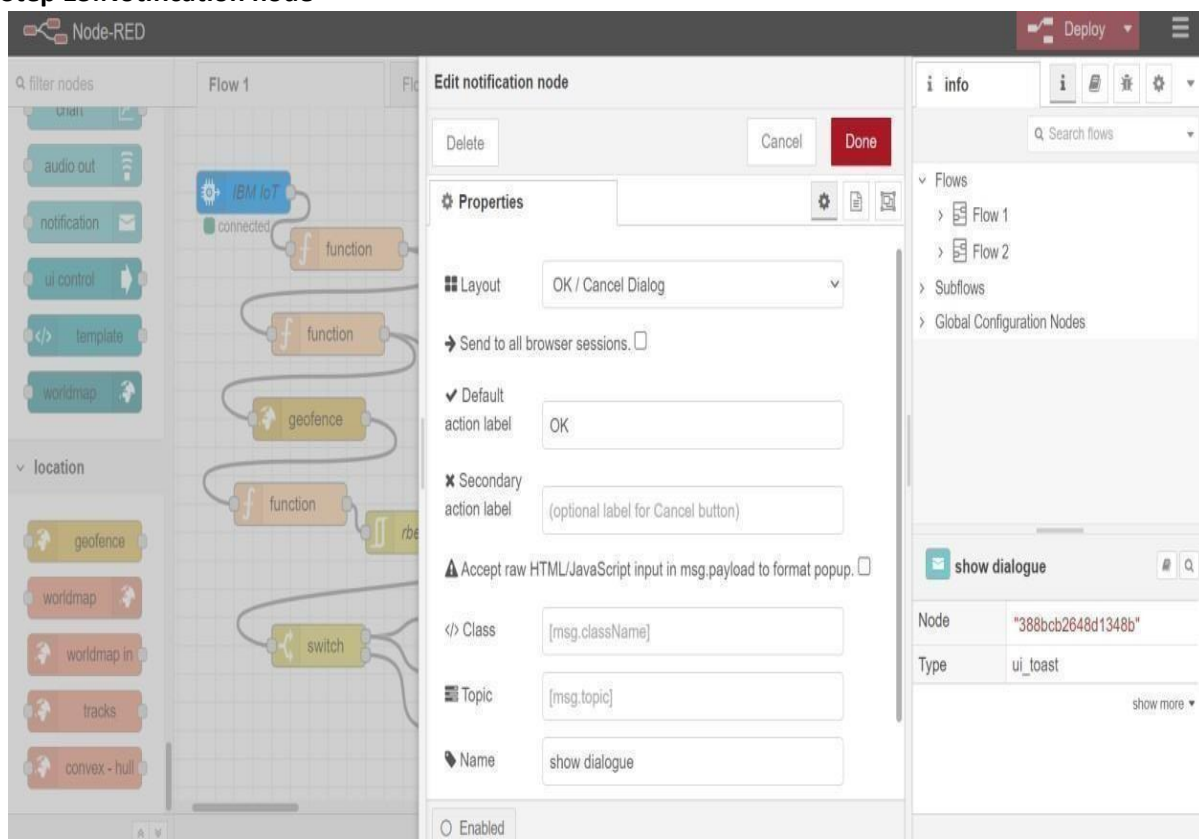 Notification node
Node-RED
Deploy
filter nodes
chart
audio out
notification
ui control
template
worldmap
location
geofence
worldmap
worldmap in
tracks
convex - hull
Flow 1
IBM IoT
connected
function
function
geofence
function
switch
Edit notification node
Delete
Cancel
Done
Properties
Layout
OK / Cancel Dialog
Send to all browser sessions.
Default
action label
OK
Secondary
action label
(optional label for Cancel button)
Accept raw HTML/JavaScript input in msg.payload to format popup.
</> Class
[msg.className]
Topic
[msg.topic]
Name
show dialogue
Enabled
i info
i
Search flows
Flows
Flow 1
Flow 2
Subflows
Global Configuration Nodes
show dialogue
Node
"388bcb2648d1348b"
Type
ui_toast
show more